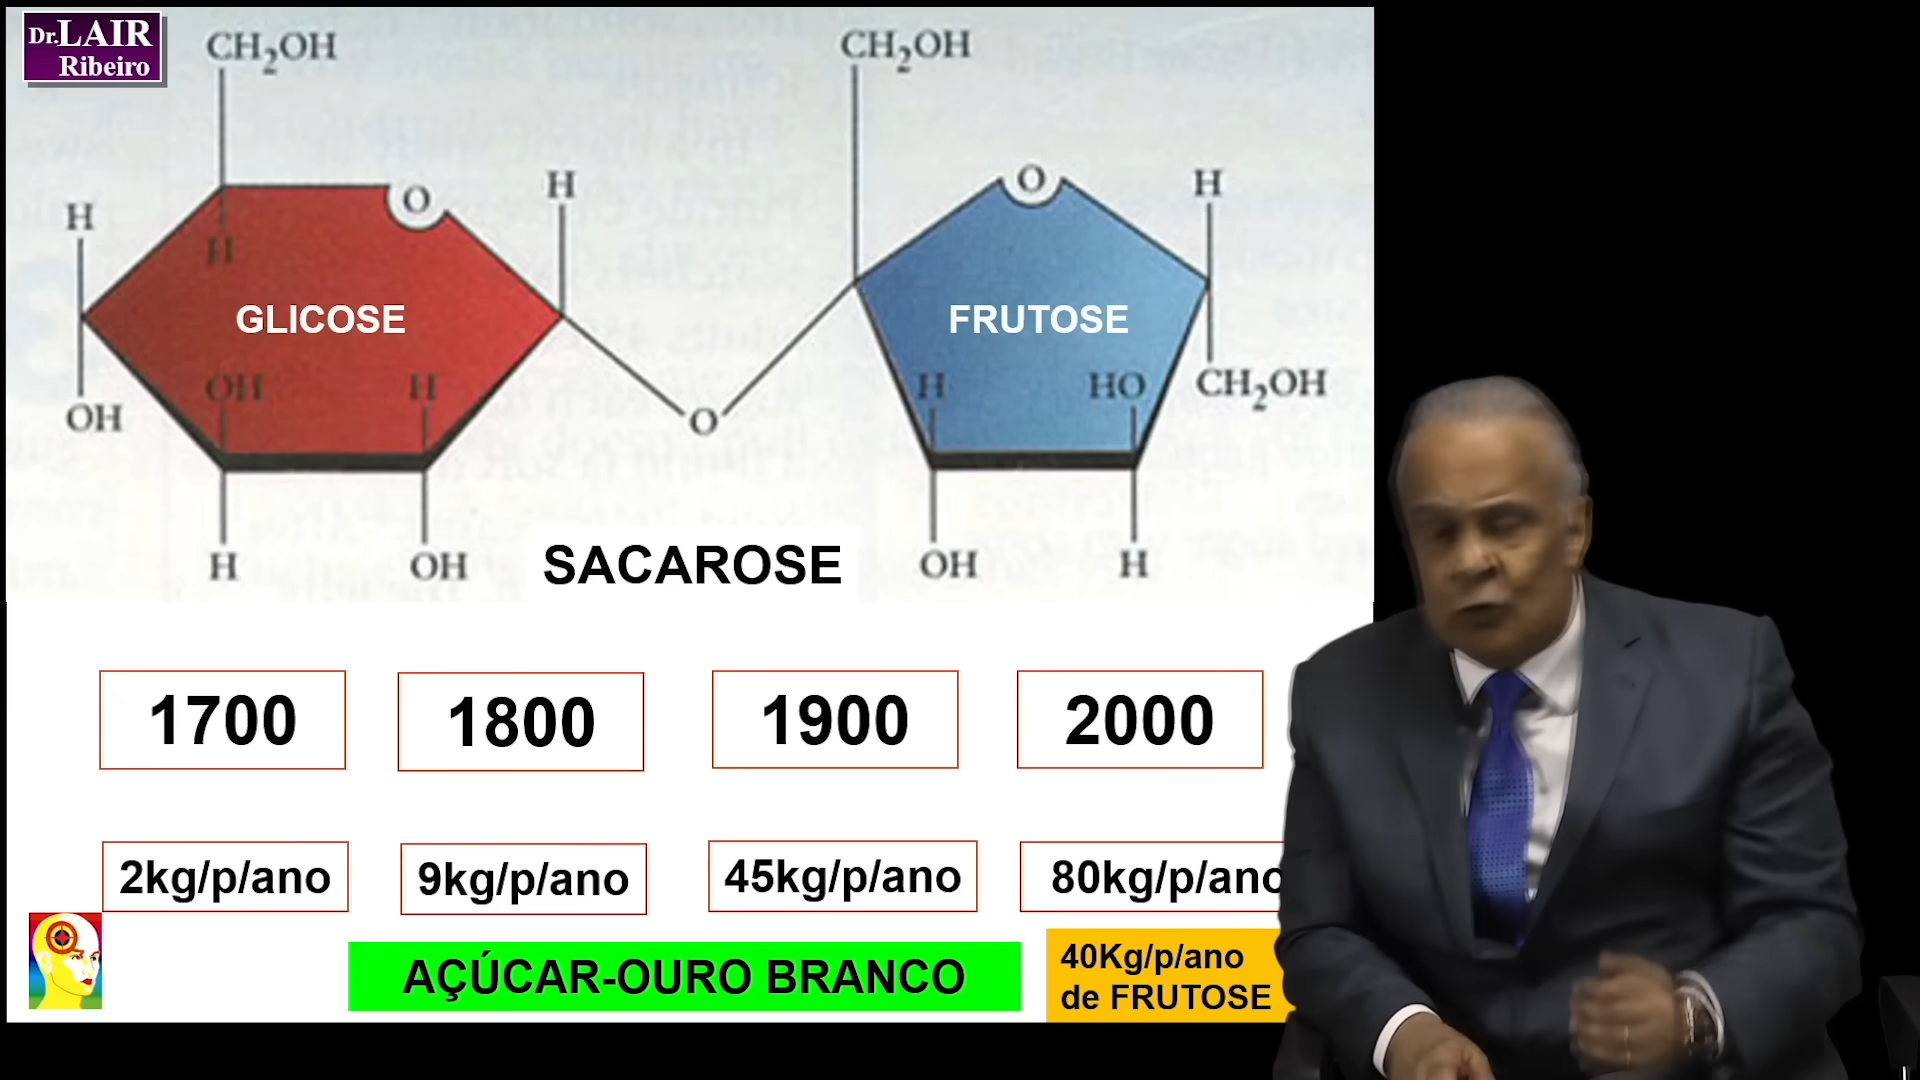 Dr.LAIR
Ribeiro
CH₂OH
CH₂OH
H
O
H
O
H
H
GLICOSE
FRUTOSE
OH
H
H
HO
CH₂OH
OH
O
H
OH
SACAROSE
OH
H
1700
1800
1900
2000
2kg/p/ano
9kg/p/ano
45kg/p/ano
80kg/p/ano
AÇÚCAR-OURO BRANCO
40Kg/p/ano
de FRUTOSE